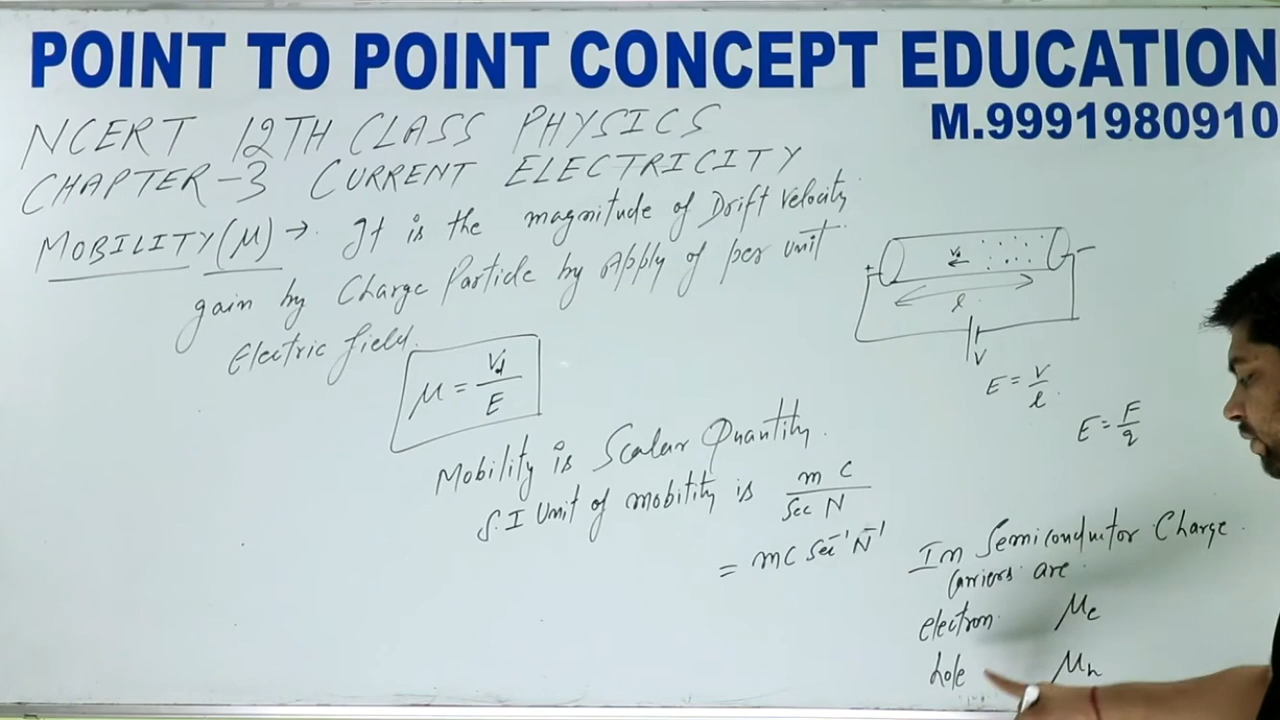 POINT TO POINT CONCEPT EDUCATION
M.9991980910
NCERT 12TH CLASS PHYSICS
CHAPTER-3 CURRENT ELECTRICITY
MOBILITY (μ) → It is the magnitude of Drift Velocity
gain by Charge Particle by Apply of per unit
Electric field.
μ = Vd/E
Mobility is Scalar Quantity.
S.I Unit of mobility is m C / Sec N
= m C Sec⁻¹ N⁻¹
+ Vd ← −
l
V
E = V/l
E = F/q
In Semiconductor Charge
Carriers are
electron μe
hole μh